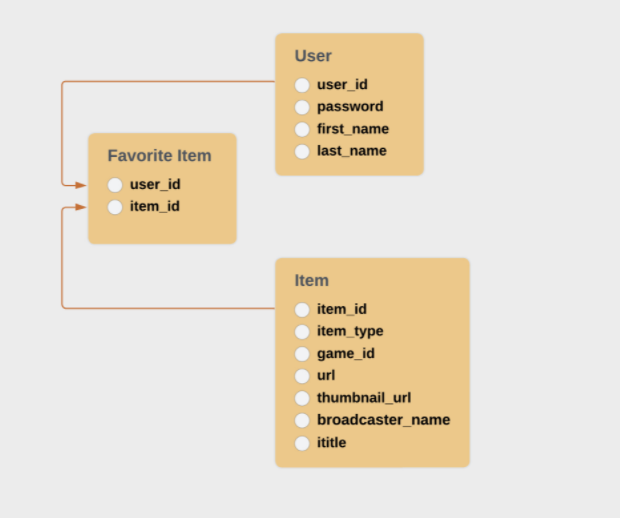 User
user_id
password
first_name
last_name
Favorite Item
user_id
item_id
Item
item_id
item_type
game_id
url
thumbnail_url
broadcaster_name
ititle